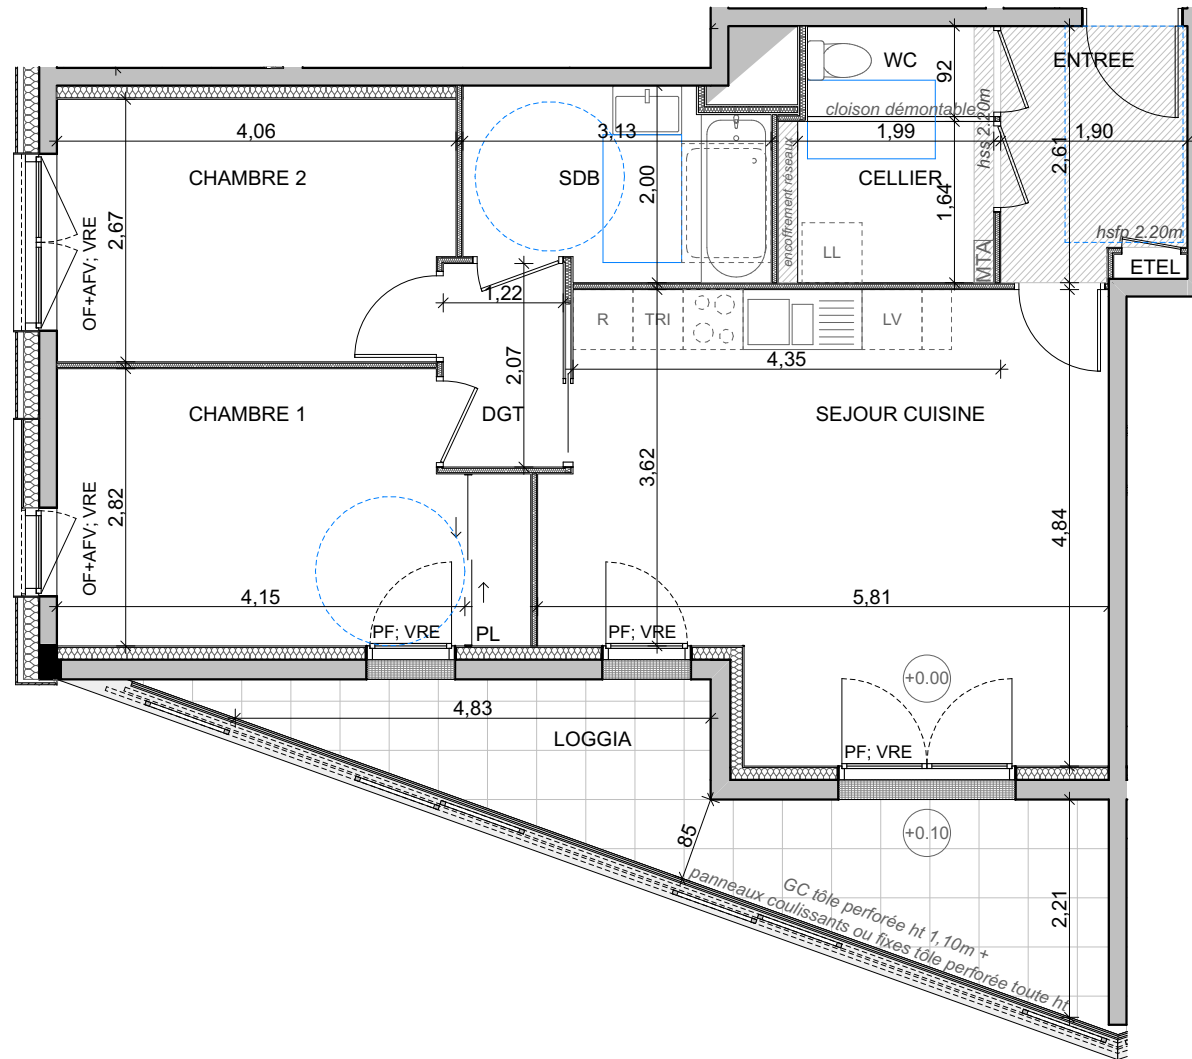 WC
ENTREE
92
cloison démontable
4,06
3,13
1,99
1,90
hss 2.20m
2,61
CHAMBRE 2
SDB
2,00
CELLIER
1,64
encoffrement réseaux
2,67
OF+AFV; VRE
hsfp 2.20m
LL
MTA
ETEL
1,22
R
TRI
LV
2,07
4,35
CHAMBRE 1
DGT
SEJOUR CUISINE
3,62
2,82
OF+AFV; VRE
4,84
4,15
5,81
PF; VRE
PL
PF; VRE
+0.00
4,83
LOGGIA
PF; VRE
85
+0.10
2,21
GC tôle perforée ht 1,10m +
panneaux coulissants ou fixes tôle perforée toute ht